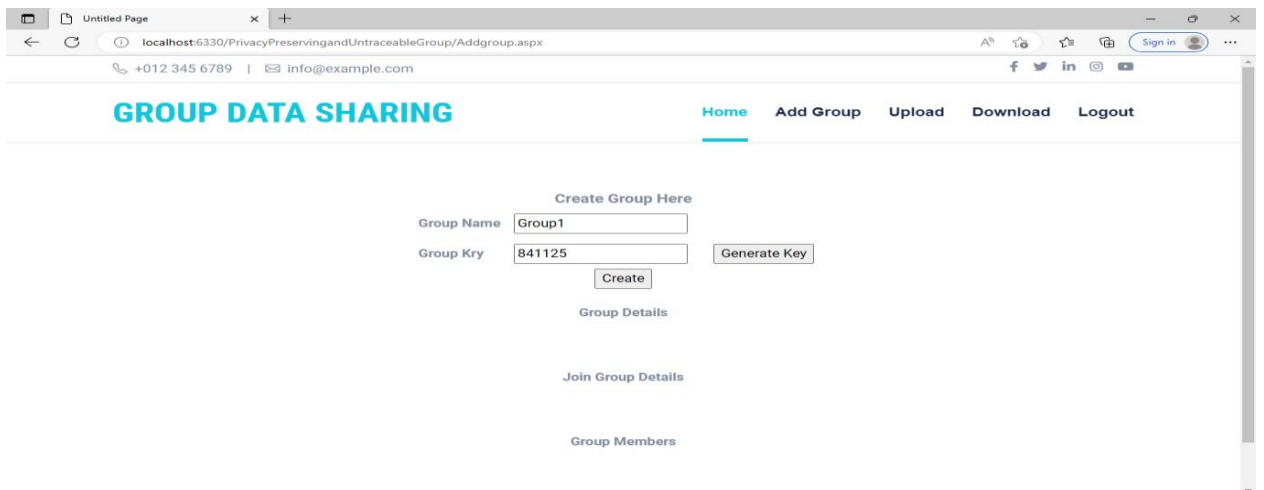 Untitled Page
localhost:6330/PrivacyPreservingandUntraceableGroup/Addgroup.aspx
Sign in
+012 345 6789 | info@example.com
GROUP DATA SHARING
Home Add Group Upload Download Logout
Create Group Here
Group Name Group1
Group Kry 841125 Generate Key
Create
Group Details
Join Group Details
Group Members